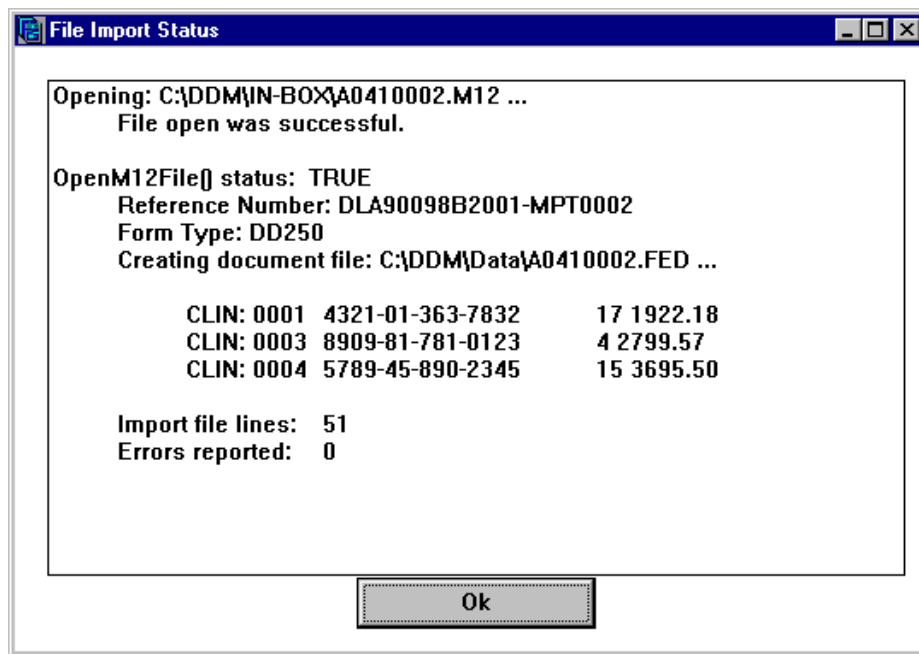 File Import Status
Opening: C:\DDM\IN-BOX\A0410002.M12 ...
File open was successful.
OpenM12File() status: TRUE
Reference Number: DLA90098B2001-MPT0002
Form Type: DD250
Creating document file: C:\DDM\Data\A0410002.FED ...
CLIN: 0001 4321-01-363-7832 17 1922.18
CLIN: 0003 8909-81-781-0123 4 2799.57
CLIN: 0004 5789-45-890-2345 15 3695.50
Import file lines: 51
Errors reported: 0
Ok